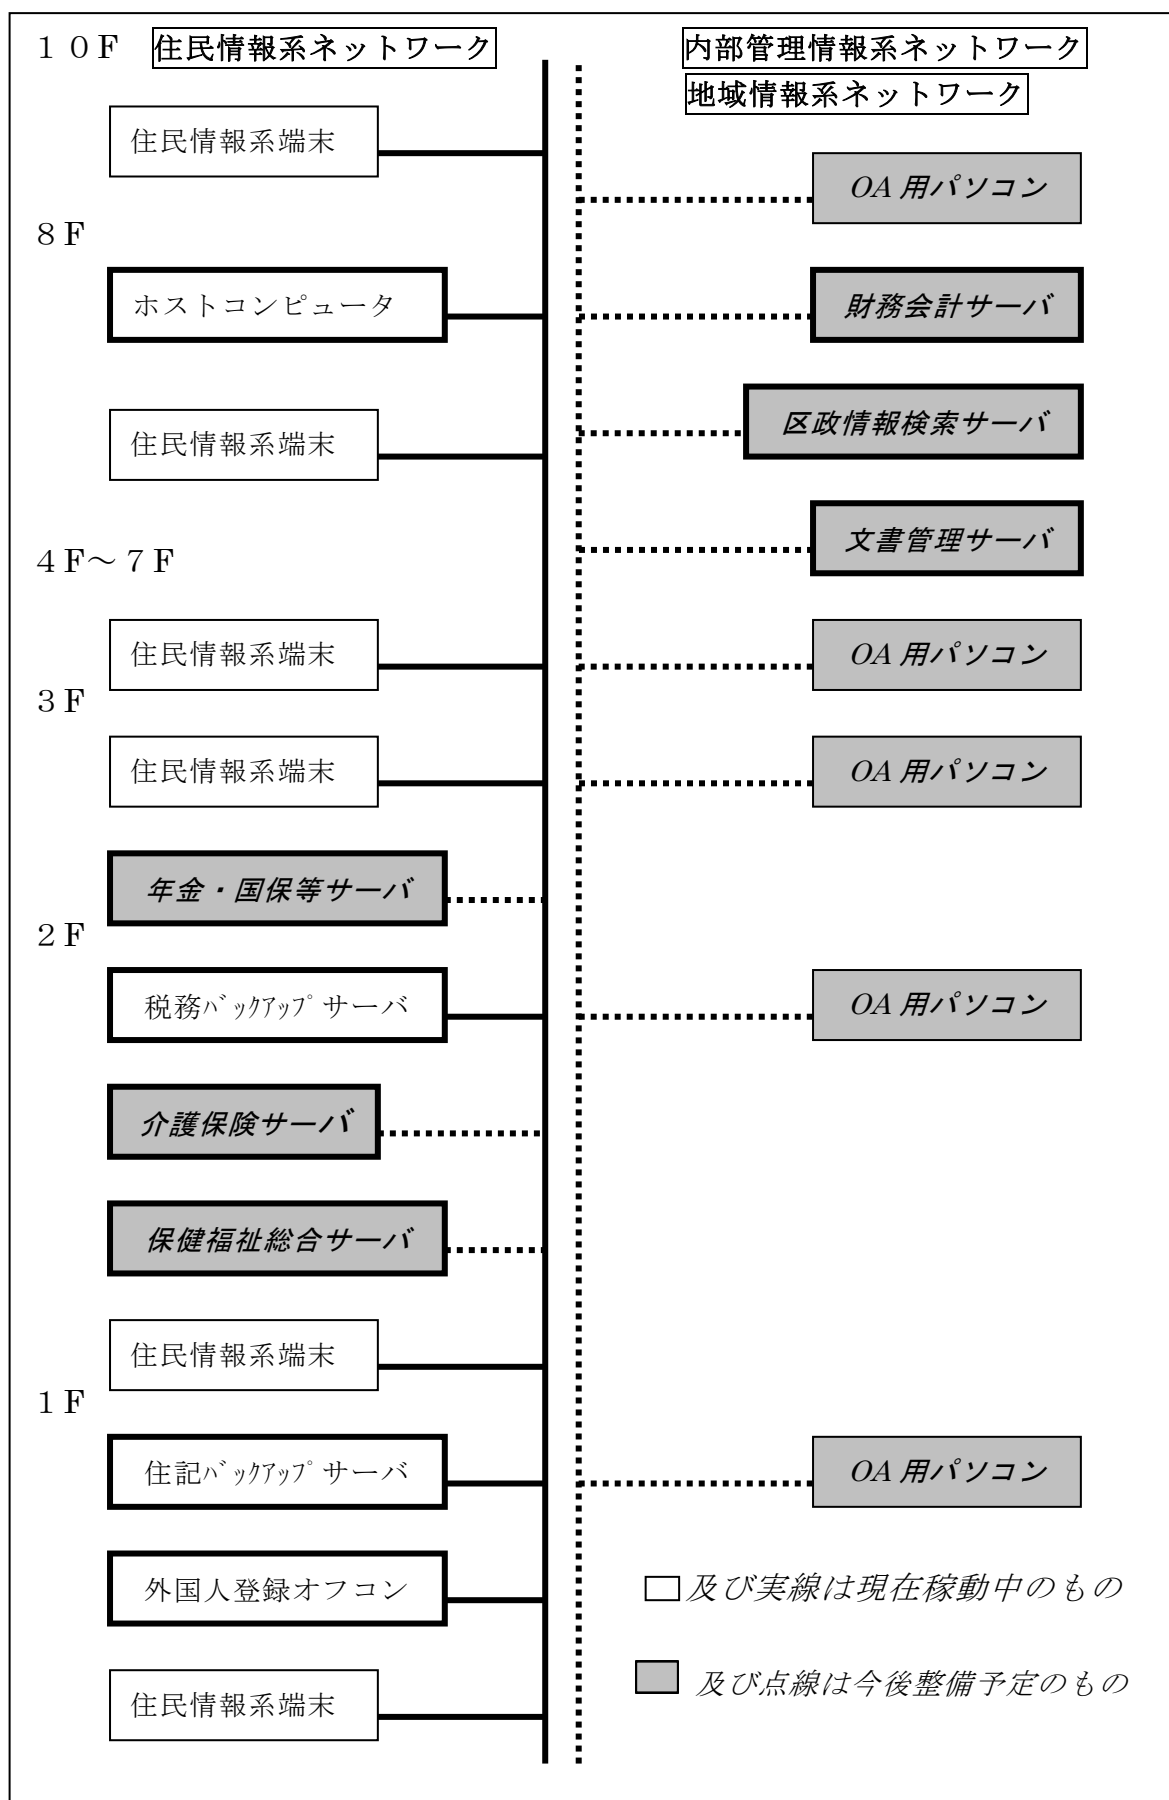 １０F 住民情報系ネットワーク 内部管理情報系ネットワーク
地域情報系ネットワーク
住民情報系端末
OA 用パソコン
８F
ホストコンピュータ 財務会計サーバ
住民情報系端末 区政情報検索サーバ
文書管理サーバ
４F～７F
住民情報系端末 OA 用パソコン
３F
住民情報系端末 OA 用パソコン
年金・国保等サーバ
２F
税務ﾊﾞｯｸｱｯﾌﾟサーバ OA 用パソコン
介護保険サーバ
保健福祉総合サーバ
住民情報系端末
１F
住記ﾊﾞｯｸｱｯﾌﾟサーバ OA 用パソコン
外国人登録オフコン
及び実線は現在稼動中のもの
住民情報系端末
及び点線は今後整備予定のもの